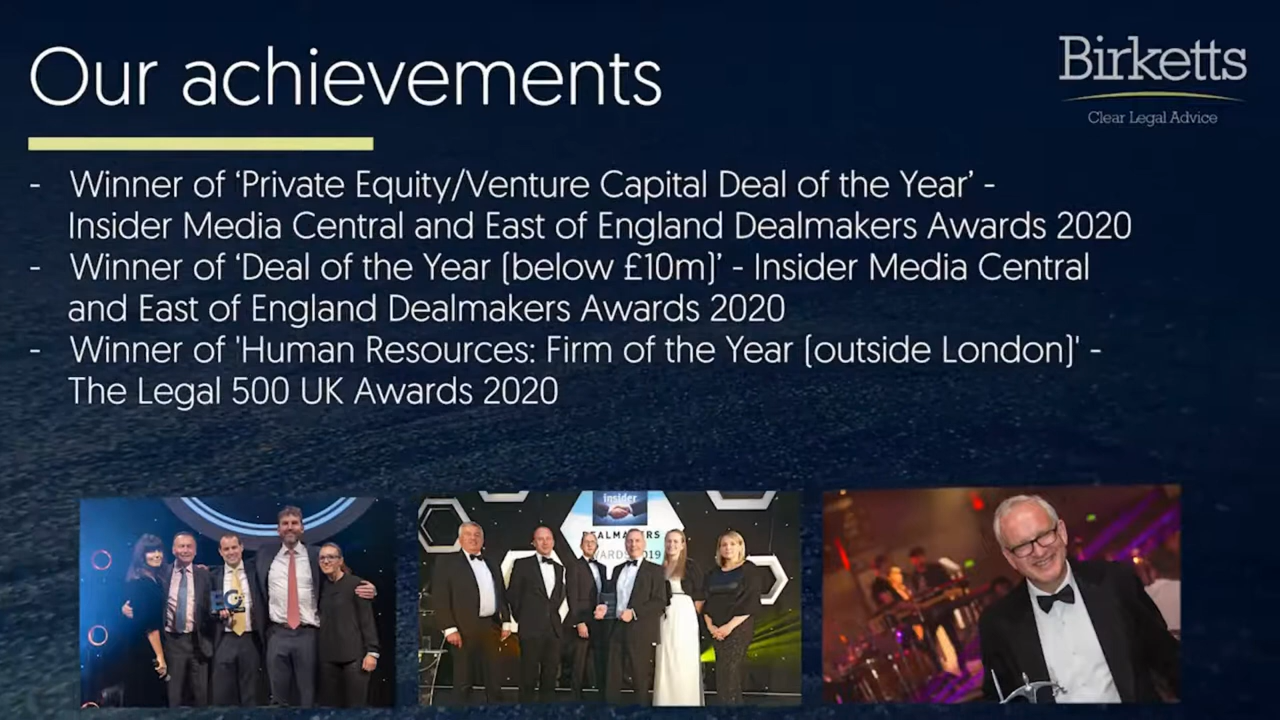 Our achievements
Birketts
Clear Legal Advice
- Winner of ‘Private Equity/Venture Capital Deal of the Year’ -
Insider Media Central and East of England Dealmakers Awards 2020
- Winner of ‘Deal of the Year (below £10m)’ - Insider Media Central
and East of England Dealmakers Awards 2020
- Winner of 'Human Resources: Firm of the Year (outside London)' -
The Legal 500 UK Awards 2020
insider